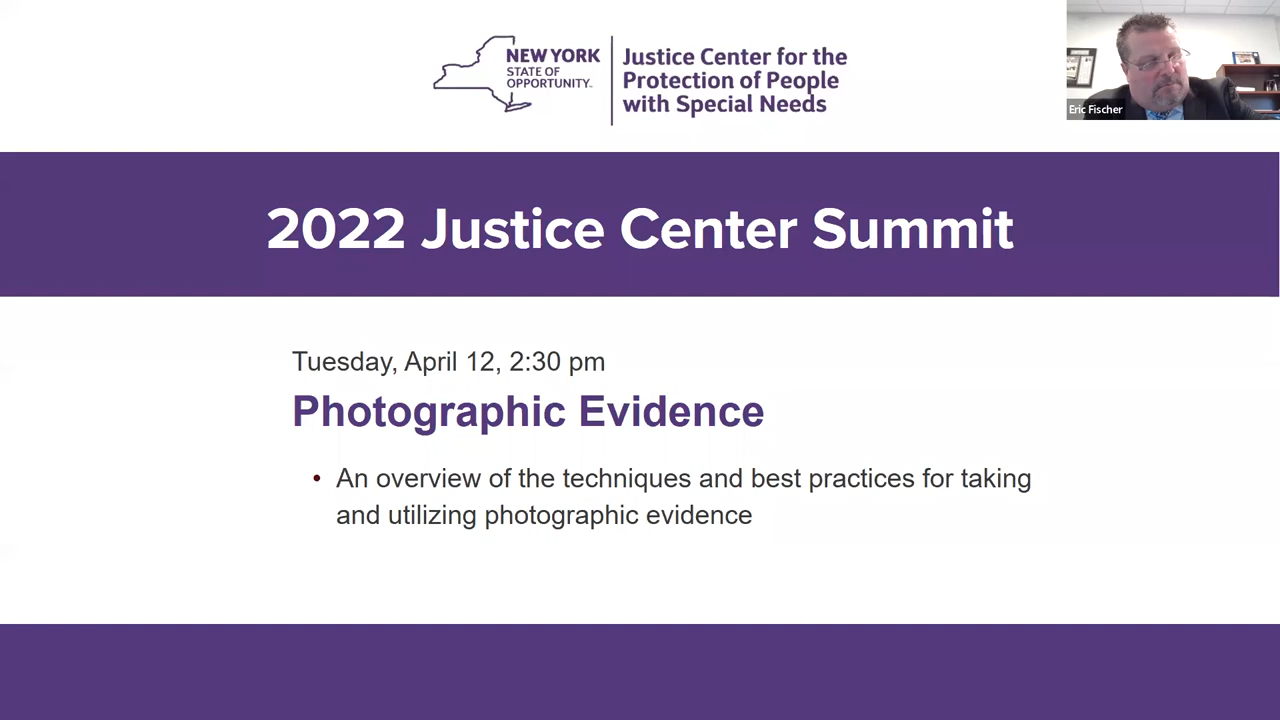 NEW YORK
STATE OF
OPPORTUNITY™
Justice Center for the
Protection of People
with Special Needs
Eric Fischer
2022 Justice Center Summit
Tuesday, April 12, 2:30 pm
Photographic Evidence
• An overview of the techniques and best practices for taking
and utilizing photographic evidence